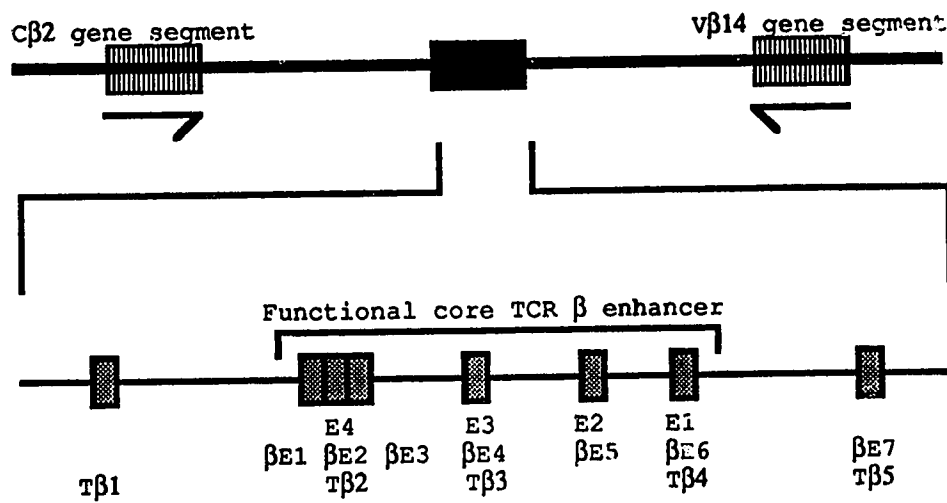 Cβ2 gene segment Vβ14 gene segment
Functional core TCR β enhancer
E4 E3 E2 E1
βE1 βE2 βE3 βE4 βE5 βE6 βE7
Tβ1 Tβ2 Tβ3 Tβ4 Tβ5